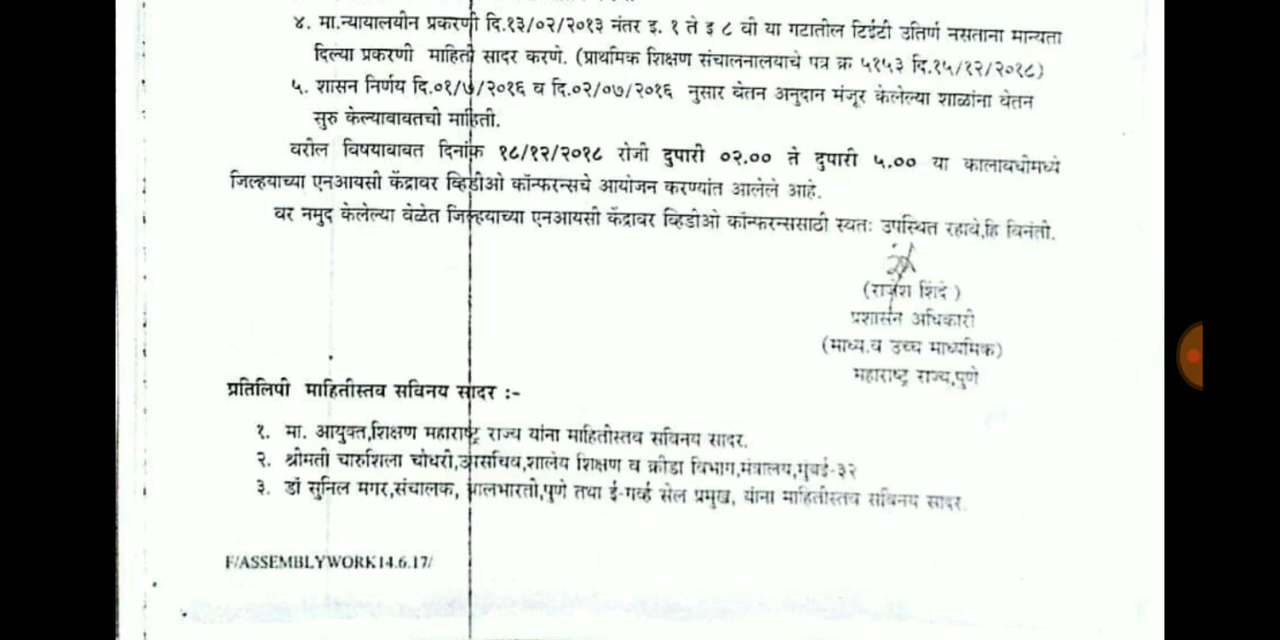 ४. मा.न्यायालयीन प्रकरणी दि.१३/०२/२०१३ नंतर इ. १ ते इ ८ वी या गटातील टिईटी उतिर्ण नसताना मान्यता
दिल्या प्रकरणी माहिती सादर करणे. (प्राथमिक शिक्षण संचालनालयाचे पत्र क्र ५१५३ दि.१५/१२/२०१८)
५. शासन निर्णय दि.०१/७/२०१६ व दि.०२/०७/२०१६ नुसार वेतन अनुदान मंजूर केलेल्या शाळांना वेतन
सुरु केल्याबाबतची माहिती.
वरील विषयाबाबत दिनांक १८/१२/२०१८ रोजी दुपारी ०२.०० ते दुपारी ५.०० या कालावधीमध्ये
जिल्हयाच्या एनआयसी केंद्रावर व्हिडीओ कॉन्फरन्सचे आयोजन करण्यांत आलेले आहे.
वर नमुद केलेल्या वेळेत जिल्हयाच्या एनआयसी केंद्रावर व्हिडीओ कॉन्फरन्ससाठी स्वतः उपस्थित रहावे,हि विनंती.
(राजेश शिंदे )
प्रशासन अधिकारी
(माध्य.व उच्च माध्यमिक)
महाराष्ट्र राज्य,पुणे
प्रतिलिपी माहितीस्तव सविनय सादर :-
१. मा. आयुक्त,शिक्षण महाराष्ट्र राज्य यांना माहितीस्तव सविनय सादर.
२. श्रीमती चारुशिला चौधरी,उपसचिव,शालेय शिक्षण व क्रीडा विभाग,मंत्रालय,मुंबई-३२
३. डॉ सुनिल मगर,संचालक, बालभारती,पुणे तथा ई-गव्हं सेल प्रमुख, यांना माहितीस्तव सविनय सादर.
F/ASSEMBLYWORK14.6.17/